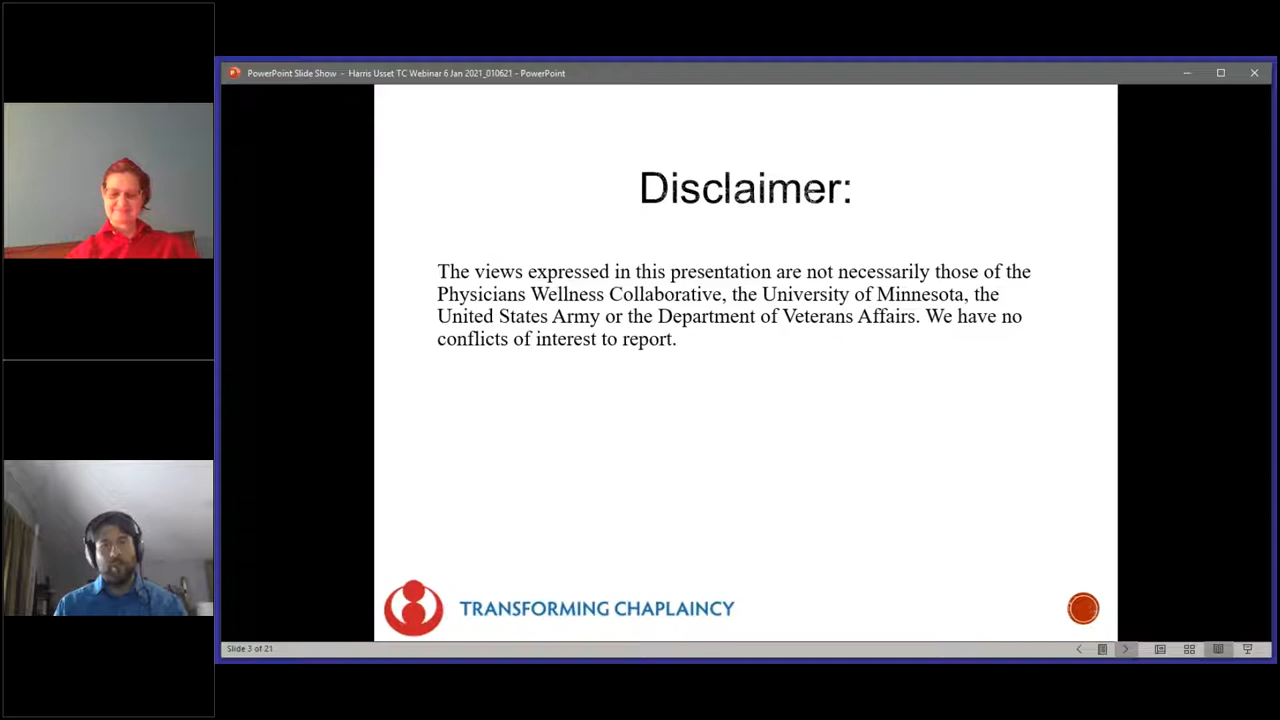 PowerPoint Slide Show - Harris Usset TC Webinar 6 Jan 2021_010621 - PowerPoint
Disclaimer:
The views expressed in this presentation are not necessarily those of the
Physicians Wellness Collaborative, the University of Minnesota, the
United States Army or the Department of Veterans Affairs. We have no
conflicts of interest to report.
TRANSFORMING CHAPLAINCY
Slide 3 of 21